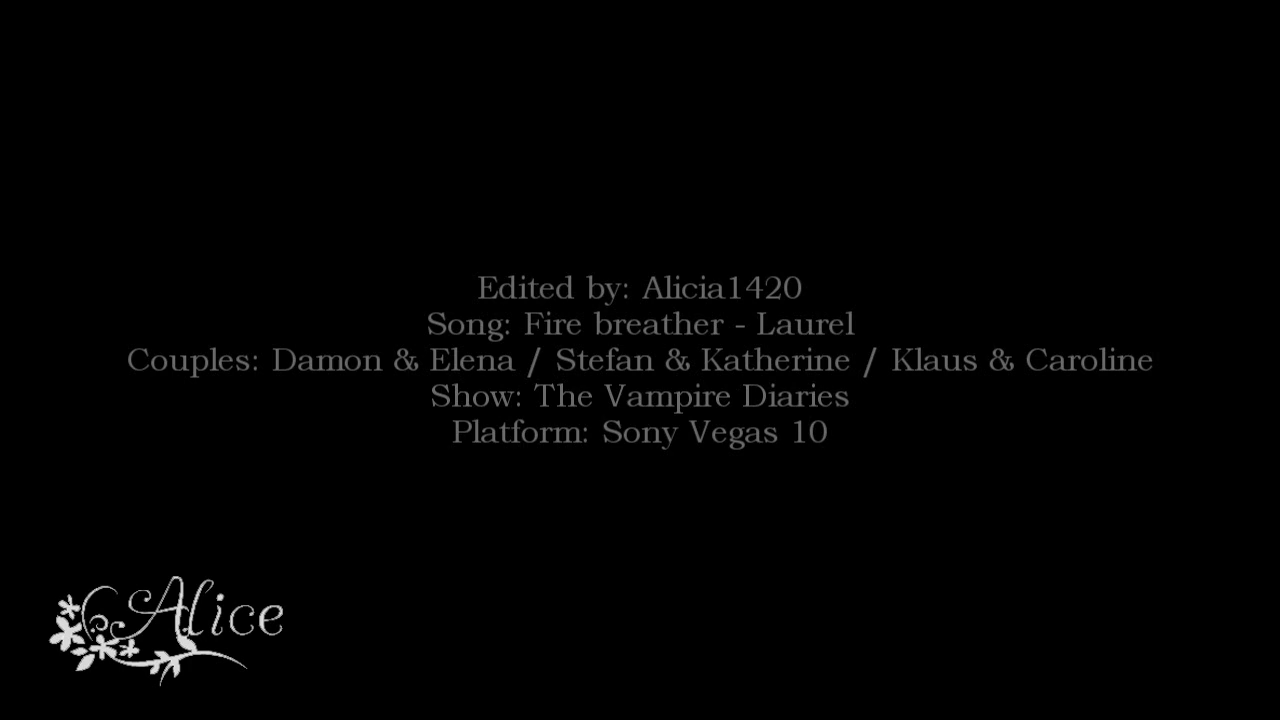 Edited by: Alicia1420
Song: Fire breather - Laurel
Couples: Damon & Elena / Stefan & Katherine / Klaus & Caroline
Show: The Vampire Diaries
Platform: Sony Vegas 10
Alice